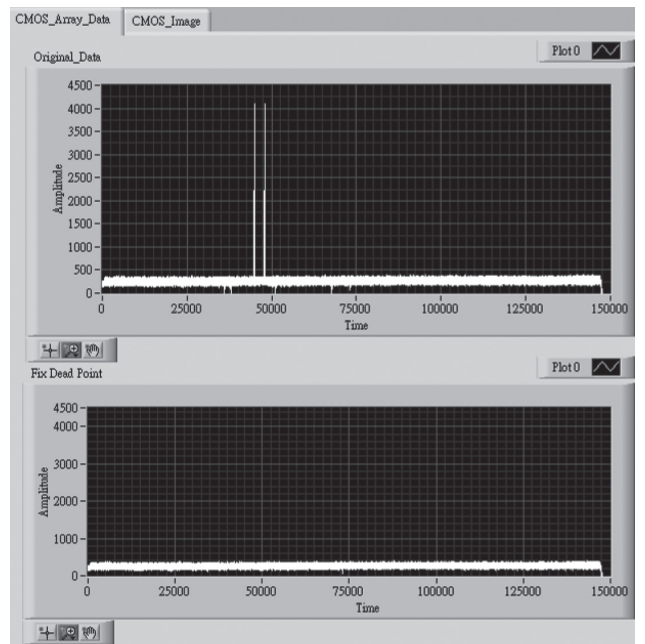 CMOS_Array_Data CMOS_Image
Original_Data Plot 0
4500
4000
3500
3000
2500
2000
1500
1000
500
0
Amplitude
0 25000 50000 75000 100000 125000 150000
Time
Fix Dead Point Plot 0
4500
4000
3000
2000
1000
0
Amplitude
0 25000 50000 75000 100000 125000 150000
Time